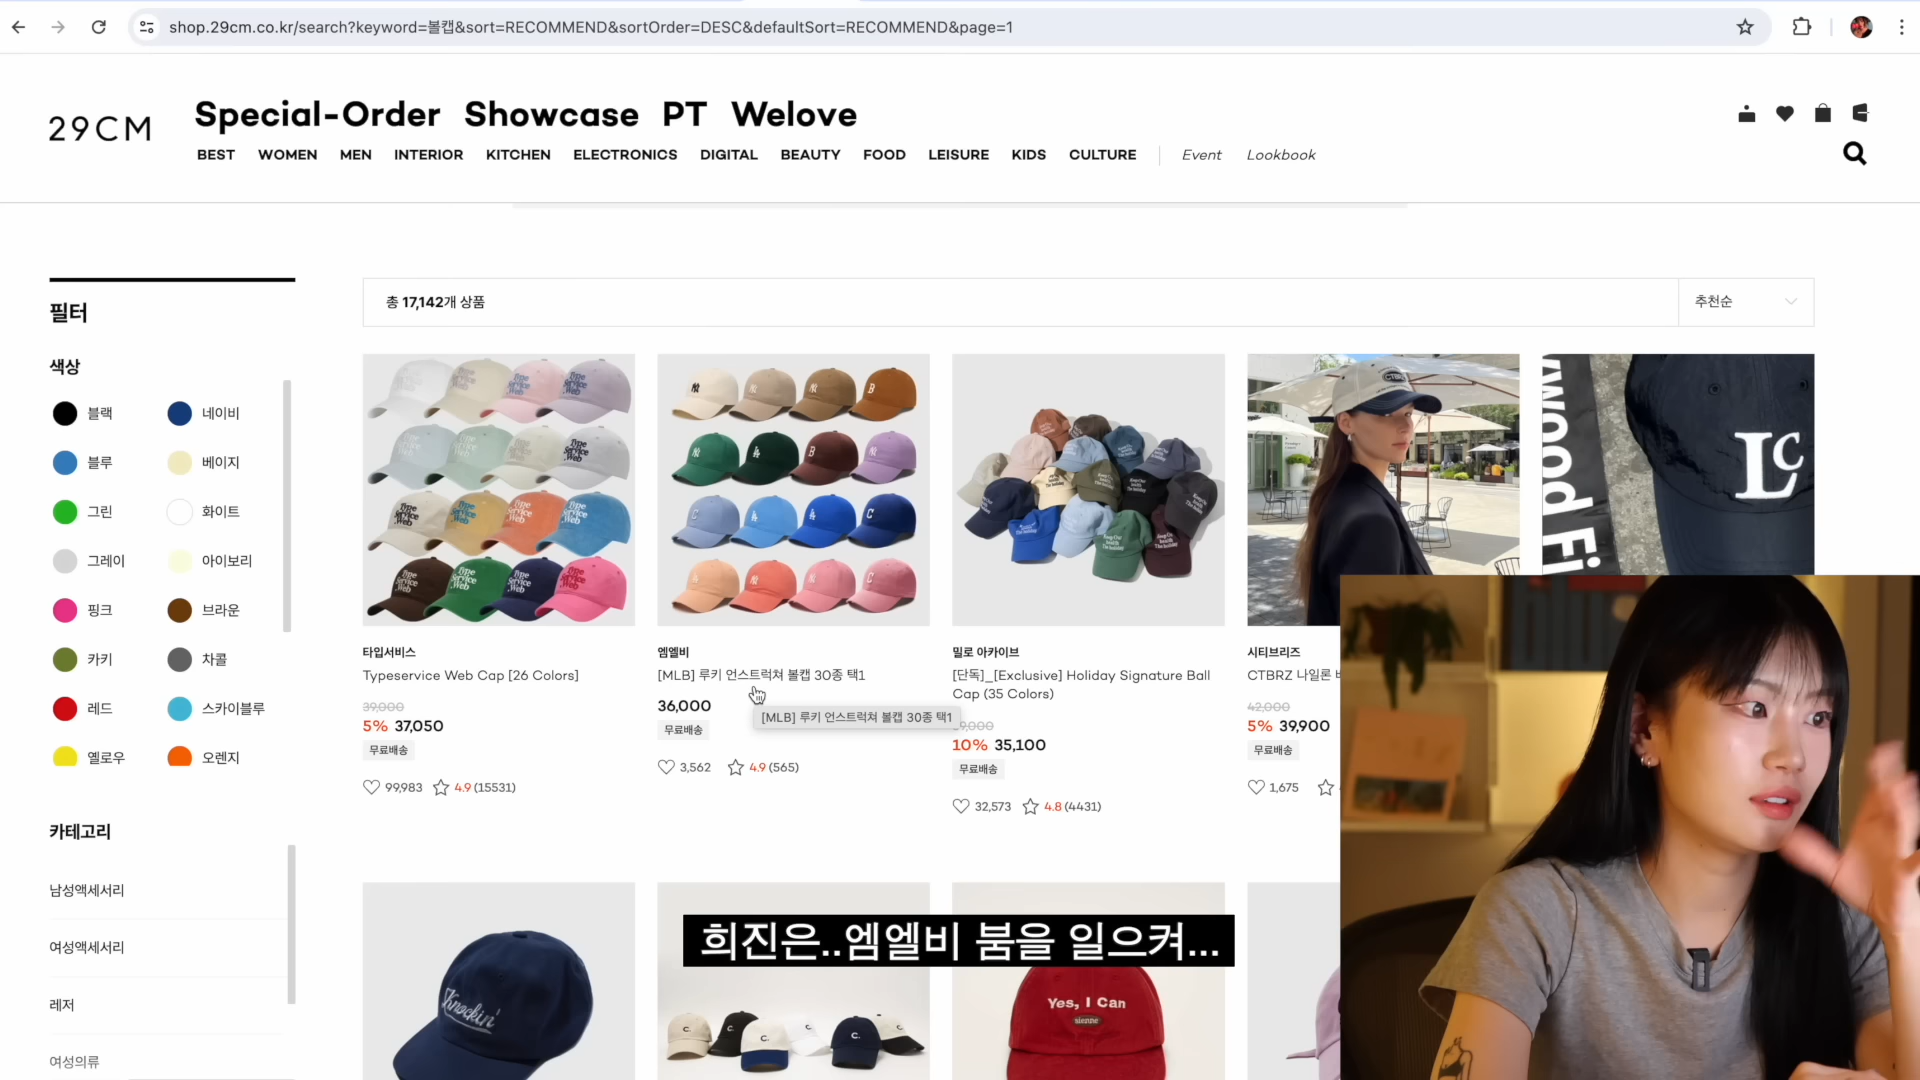 shop.29cm.co.kr/search?keyword=볼캡&sort=RECOMMEND&sortOrder=DESC&defaultSort=RECOMMEND&page=1
29CM
Special-Order Showcase PT Welove
BEST WOMEN MEN INTERIOR KITCHEN ELECTRONICS DIGITAL BEAUTY FOOD LEISURE KIDS CULTURE Event Lookbook
필터
색상
블랙 네이비
블루 베이지
그린 화이트
그레이 아이보리
핑크 브라운
카키 차콜
레드 스카이블루
옐로우 오렌지
카테고리
남성액세서리
여성액세서리
레저
여성의류
총 17,142개 상품
추천순
타입서비스
Typeservice Web Cap [26 Colors]
39,000
5% 37,050
무료배송
99,983 4.9 (15531)
엠엘비
[MLB] 루키 언스트럭쳐 볼캡 30종 택1
36,000
무료배송
3,562 4.9 (565)
[MLB] 루키 언스트럭쳐 볼캡 30종 택1
밀로 아카이브
[단독]_[Exclusive] Holiday Signature Ball
Cap (35 Colors)
10% 35,100
무료배송
32,573 4.8 (4431)
시티브리즈
CTBRZ 나일론
42,000
5% 39,900
무료배송
1,675
wood Fi
LC
Type
Service
Web
Knockin'
Yes, I Can
sienne
희진은..엠엘비 붐을 일으켜...